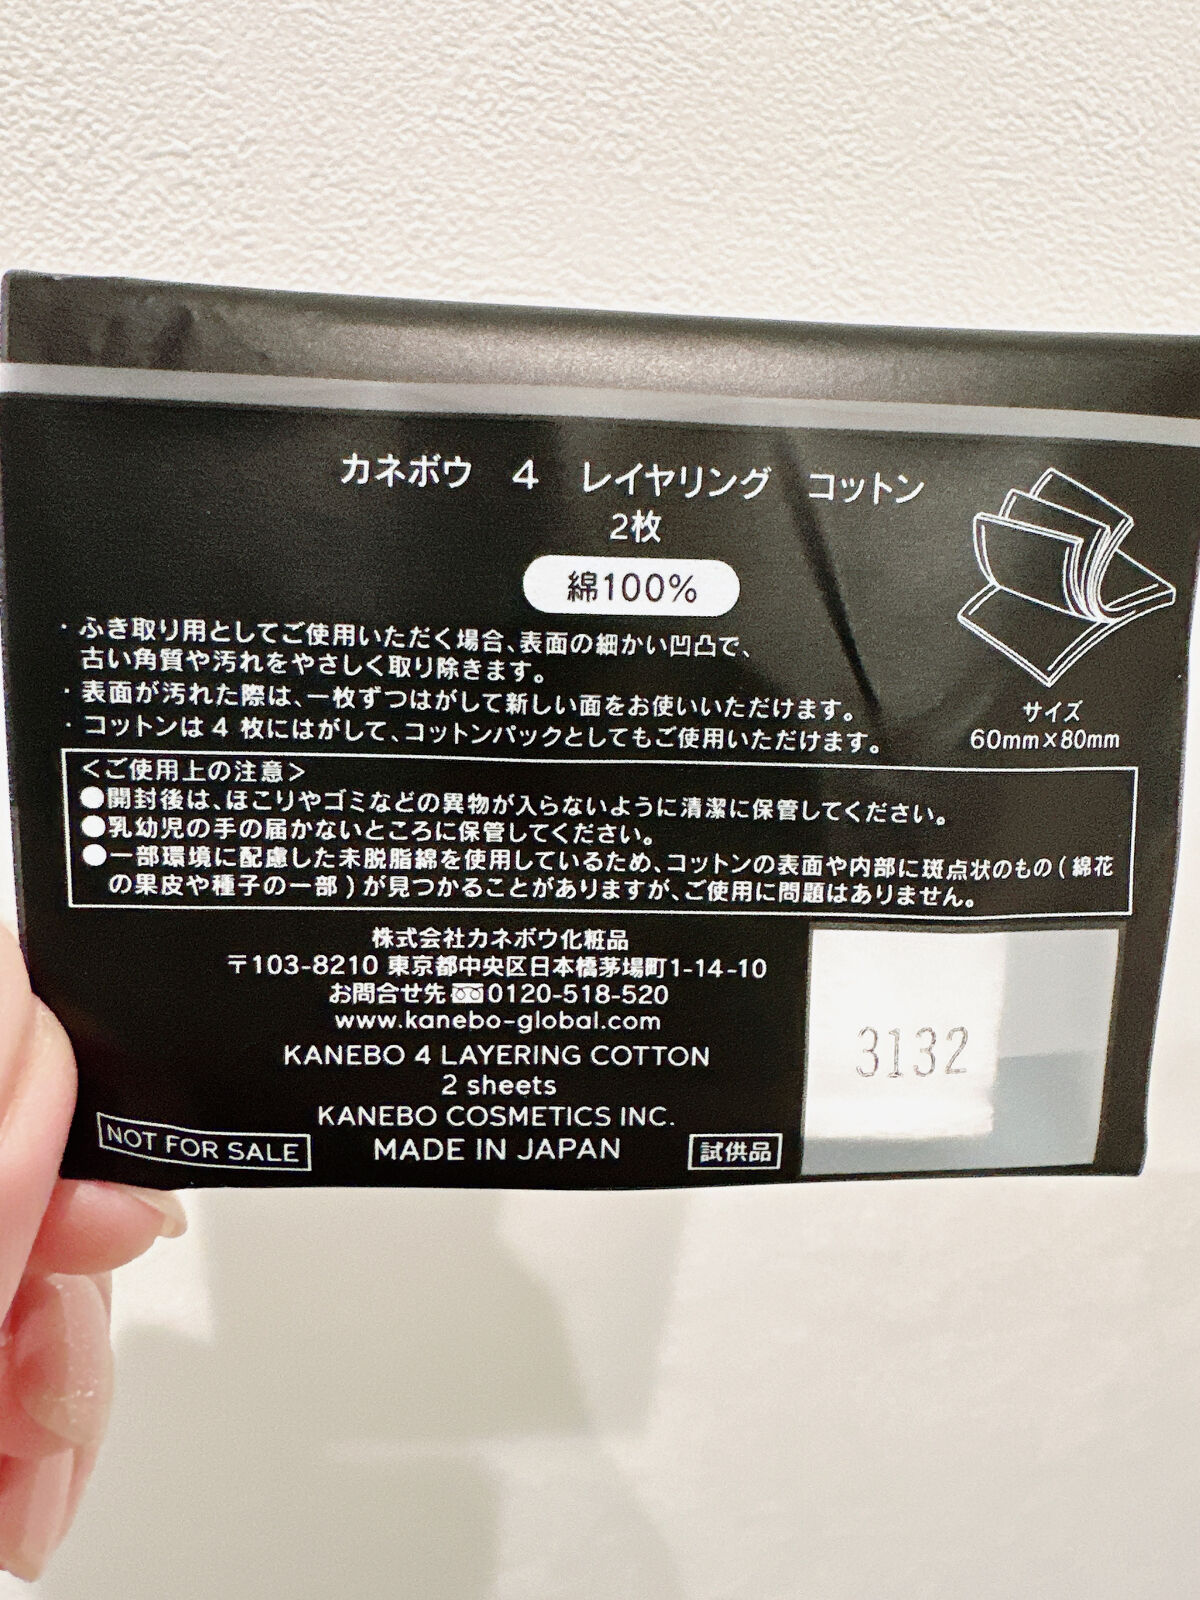 カネボウ 4 レイヤリング コットン
2枚
綿100%
・ふき取り用としてご使用いただく場合、表面の細かい凹凸で、
古い角質や汚れをやさしく取り除きます。
・表面が汚れた際は、一枚ずつはがして新しい面をお使いいただけます。
・コットンは4枚にはがして、コットンパックとしてもご使用いただけます。
サイズ
60mm×80mm
<ご使用上の注意>
●開封後は、ほこりやゴミなどの異物が入らないように清潔に保管してください。
●乳幼児の手の届かないところに保管してください。
●一部環境に配慮した未脱脂綿を使用しているため、コットンの表面や内部に斑点状のもの(綿花
の果皮や種子の一部)が見つかることがありますが、ご使用に問題はありません。
株式会社カネボウ化粧品
〒103-8210 東京都中央区日本橋茅場町1-14-10
お問合せ先 0120-518-520
www.kanebo-global.com
KANEBO 4 LAYERING COTTON
2 sheets
KANEBO COSMETICS INC.
MADE IN JAPAN
NOT FOR SALE
試供品
3132